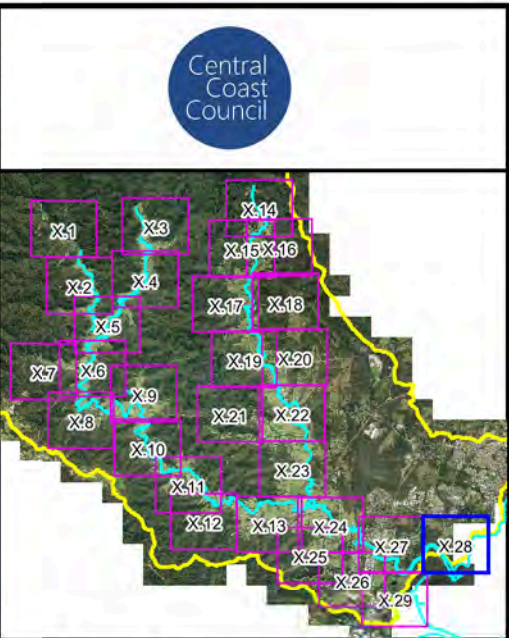 Central
Coast
Council
X.14
X.1
X.3
X.15
X.16
X.2
X.4
X.17
X.18
X.5
X.19
X.20
X.7
X.6
X.9
X.21
X.22
X.8
X.10
X.23
X.11
X.12
X.13
X.24
X.27
X.28
X.25
X.26
X.29